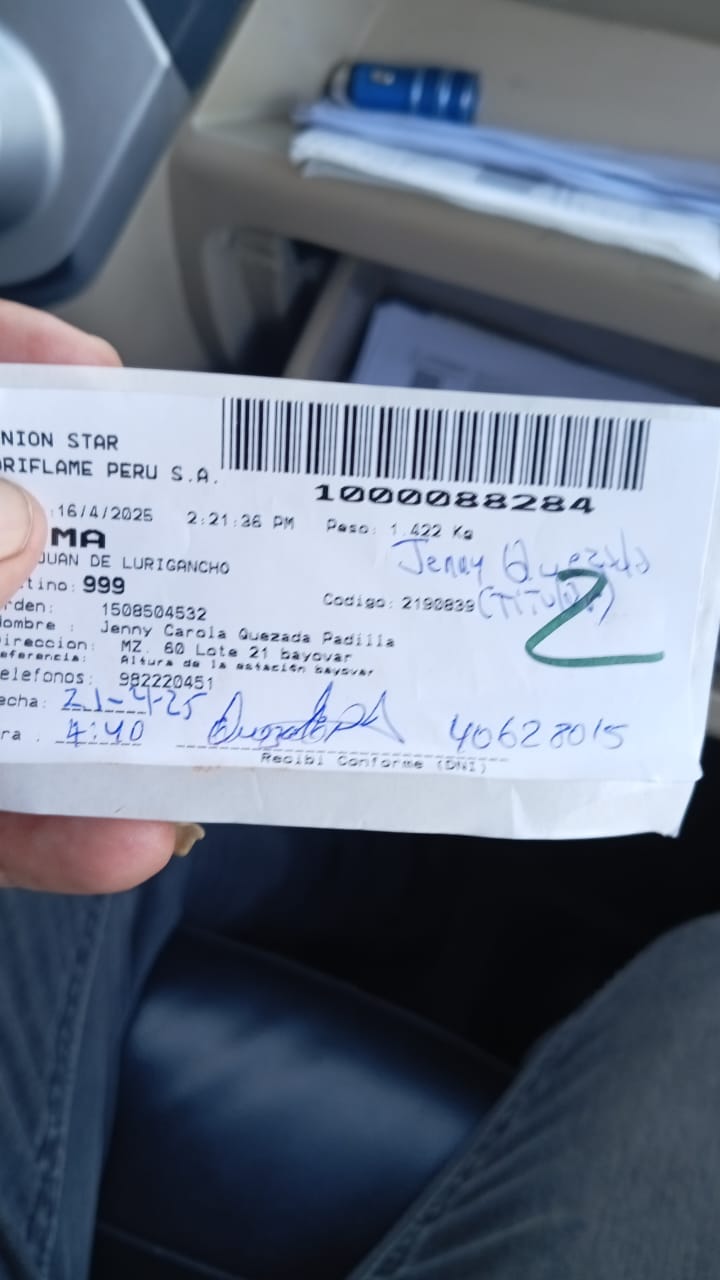 NION STAR
ORIFLAME PERU S.A.
1000088284
16/4/2025 2:21:36 PM Peso: 1.422 Kg
MA
JUAN DE LURIGANCHO
Jenny Quezada
tino: 999
Codigo: 2190839 (TITULAR)
2
rden: 1508504532
ombre : Jenny Carola Quezada Padilla
ireccion: MZ. 60 Lote 21 bayovar
eferencia: Altura de la estación bayovar
elefonos: 982220451
echa: 21-4-25
ra . 4:40
40628015
Recibi Conforme (DNI)